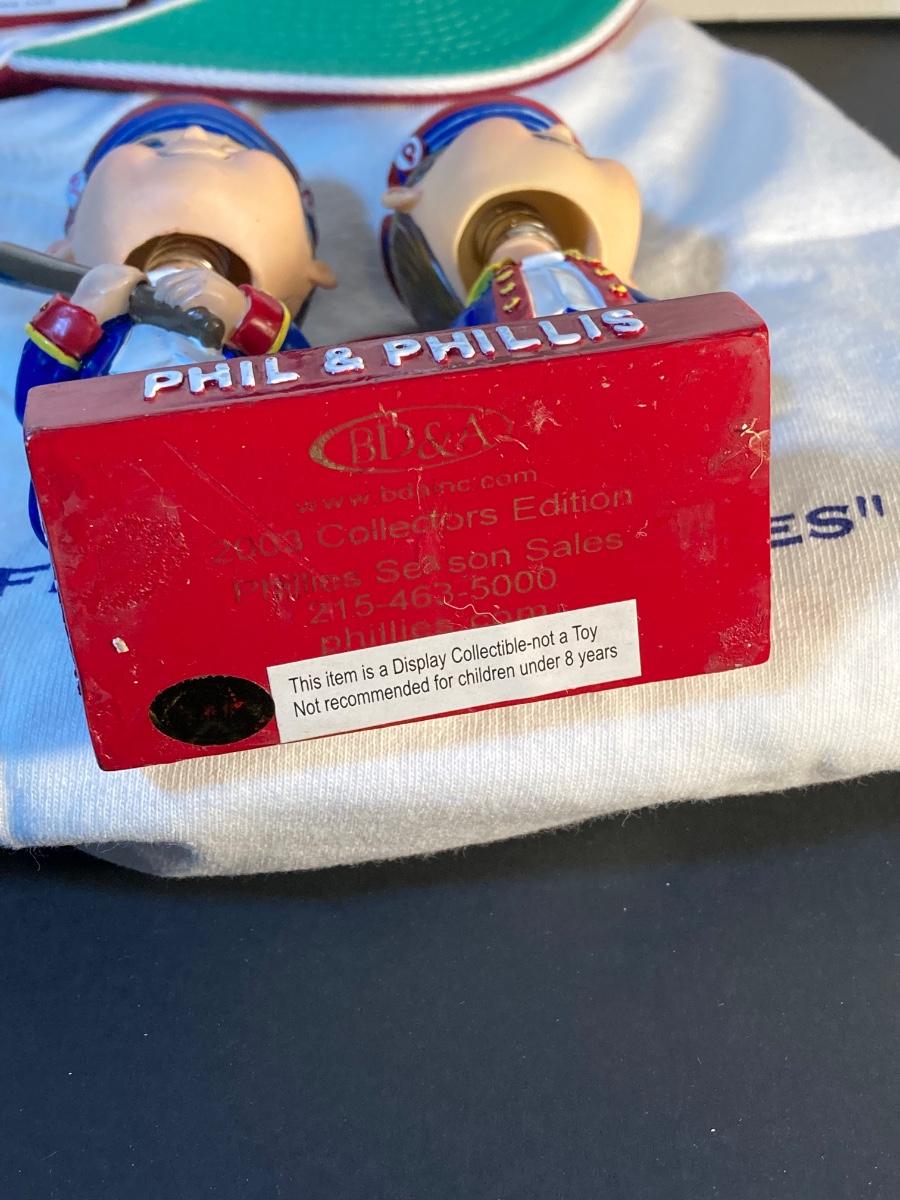 P
PHIL & PHILLIS
BD&A
www.bdainc.com
2003 Collectors Edition
Phillies Season Sales
215-463-5000
phillies.com
ES"
This item is a Display Collectible-not a Toy
Not recommended for children under 8 years